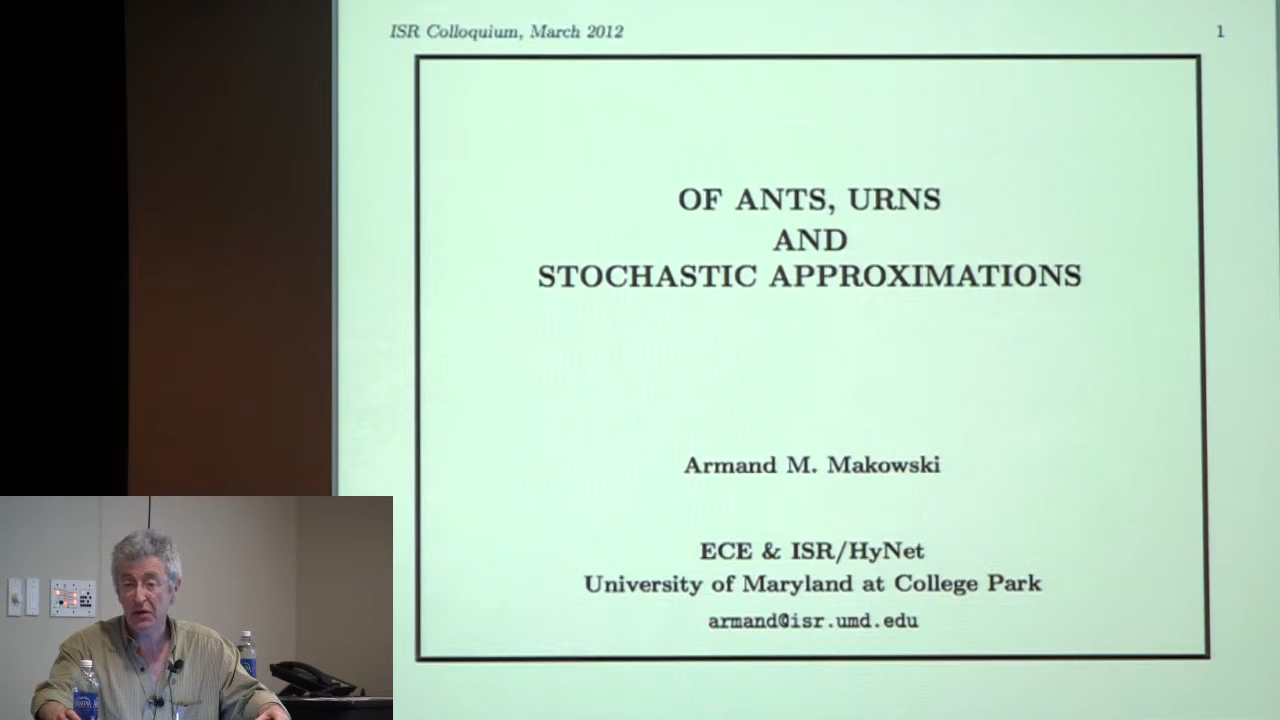 ISR Colloquium, March 2012
1
OF ANTS, URNS
AND
STOCHASTIC APPROXIMATIONS
Armand M. Makowski
ECE & ISR/HyNet
University of Maryland at College Park
armand@isr.umd.edu